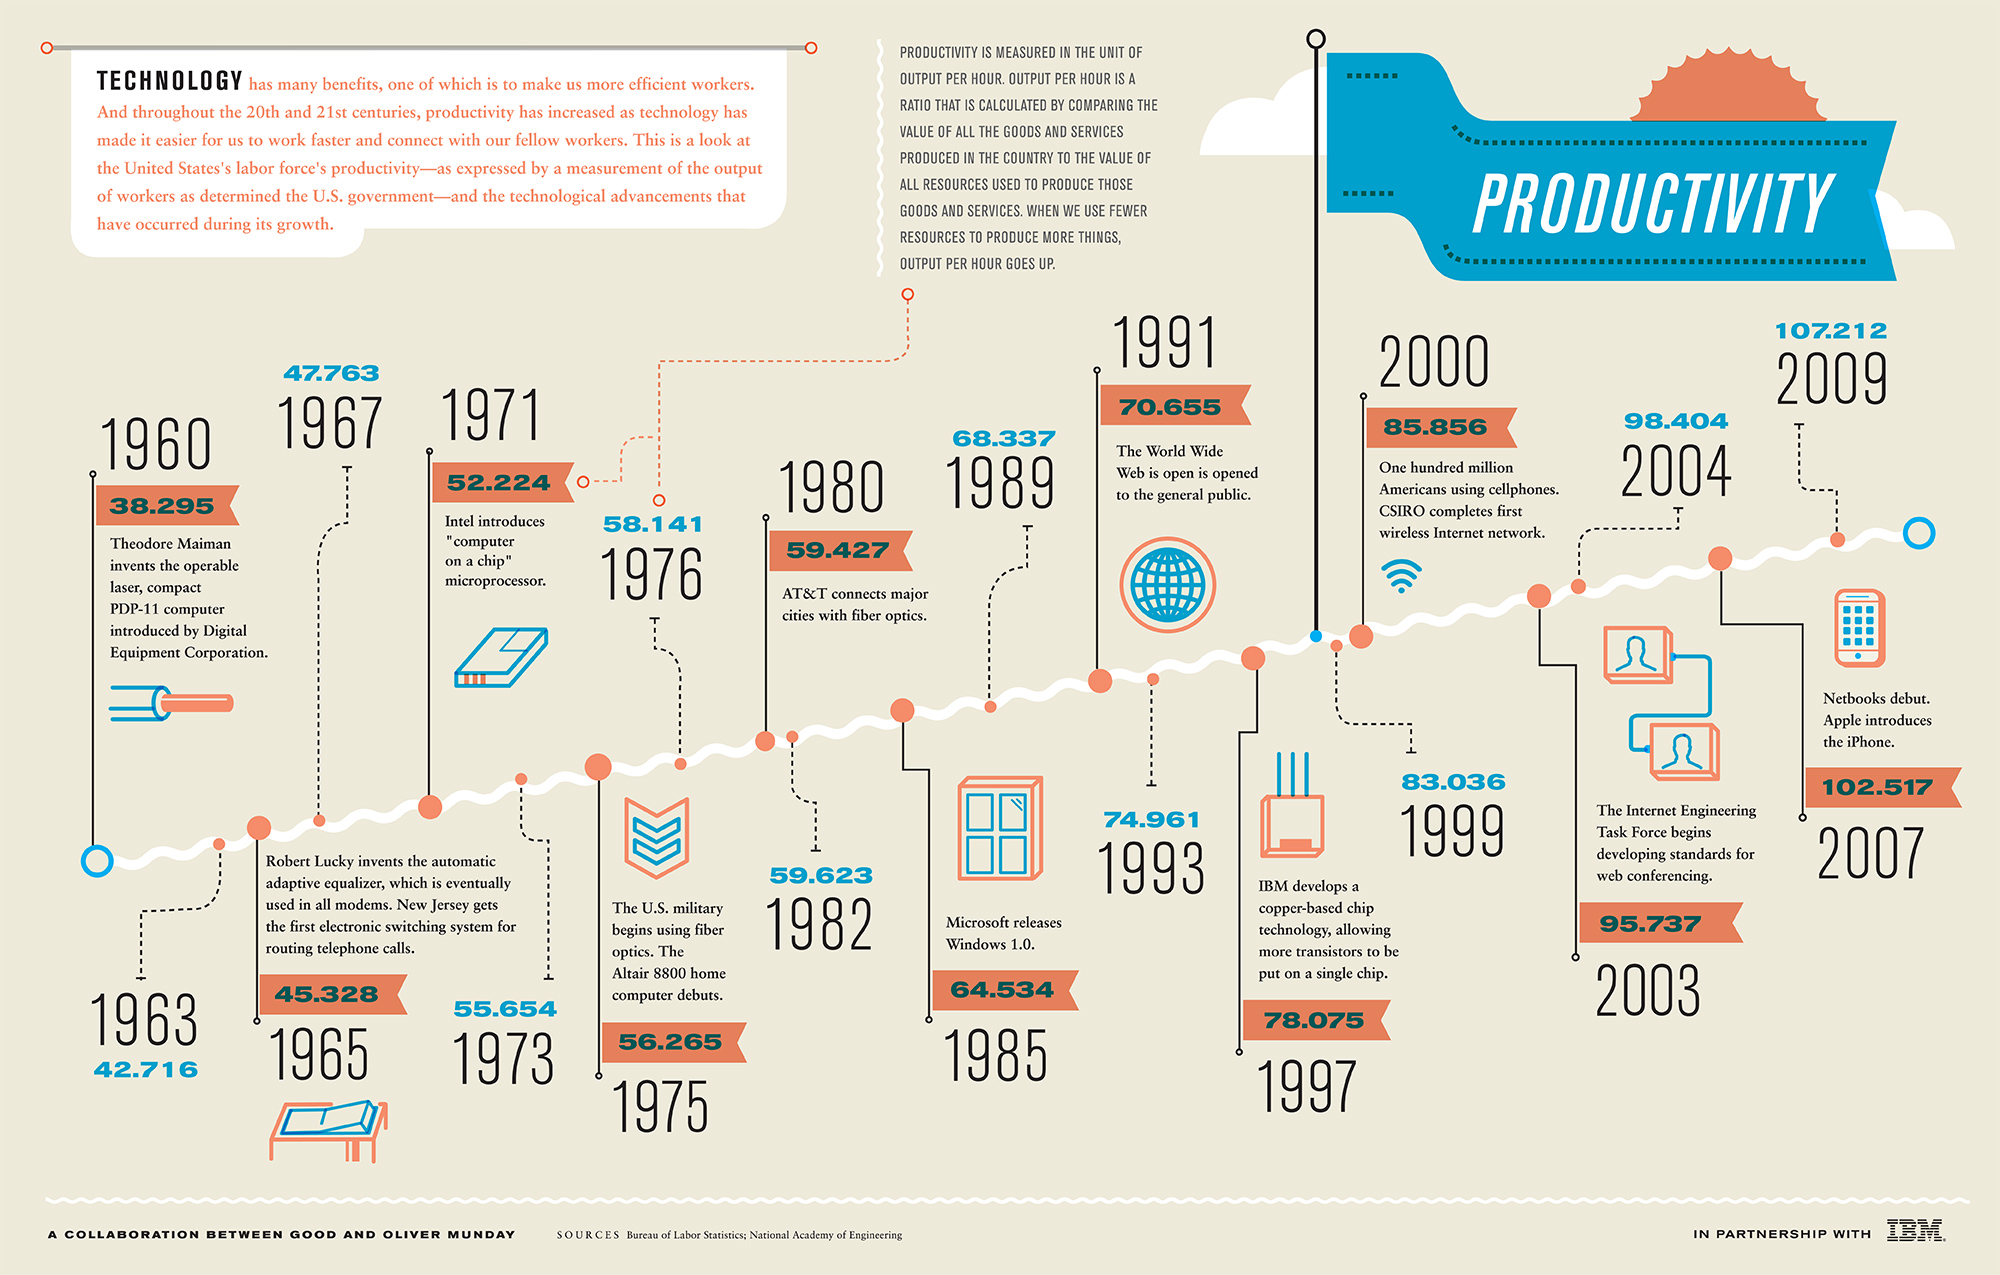 TECHNOLOGY has many benefits, one of which is to make us more efficient workers.
And throughout the 20th and 21st centuries, productivity has increased as technology has
made it easier for us to work faster and connect with our fellow workers. This is a look at
the United States's labor force's productivity—as expressed by a measurement of the output
of workers as determined the U.S. government—and the technological advancements that
have occurred during its growth.
PRODUCTIVITY IS MEASURED IN THE UNIT OF
OUTPUT PER HOUR. OUTPUT PER HOUR IS A
RATIO THAT IS CALCULATED BY COMPARING THE
VALUE OF ALL THE GOODS AND SERVICES
PRODUCED IN THE COUNTRY TO THE VALUE OF
ALL RESOURCES USED TO PRODUCE THOSE
GOODS AND SERVICES. WHEN WE USE FEWER
RESOURCES TO PRODUCE MORE THINGS,
OUTPUT PER HOUR GOES UP.
PRODUCTIVITY
1960
38.295
Theodore Maiman
invents the operable
laser, compact
PDP-11 computer
introduced by Digital
Equipment Corporation.
1963
42.716
Robert Lucky invents the automatic
adaptive equalizer, which is eventually
used in all modems. New Jersey gets
the first electronic switching system for
routing telephone calls.
45.328
1965
47.763
1967
1971
52.224
Intel introduces
"computer
on a chip"
microprocessor.
55.654
1973
The U.S. military
begins using fiber
optics. The
Altair 8800 home
computer debuts.
56.265
1975
58.141
1976
1980
59.427
AT&T connects major
cities with fiber optics.
59.623
1982
Microsoft releases
Windows 1.0.
64.534
1985
68.337
1989
1991
70.655
The World Wide
Web is open is opened
to the general public.
74.961
1993
IBM develops a
copper-based chip
technology, allowing
more transistors to be
put on a single chip.
78.075
1997
83.036
1999
2000
85.856
One hundred million
Americans using cellphones.
CSIRO completes first
wireless Internet network.
The Internet Engineering
Task Force begins
developing standards for
web conferencing.
95.737
2003
98.404
2004
Netbooks debut.
Apple introduces
the iPhone.
102.517
2007
107.212
2009
A COLLABORATION BETWEEN GOOD AND OLIVER MUNDAY
SOURCES Bureau of Labor Statistics; National Academy of Engineering
IN PARTNERSHIP WITH IBM